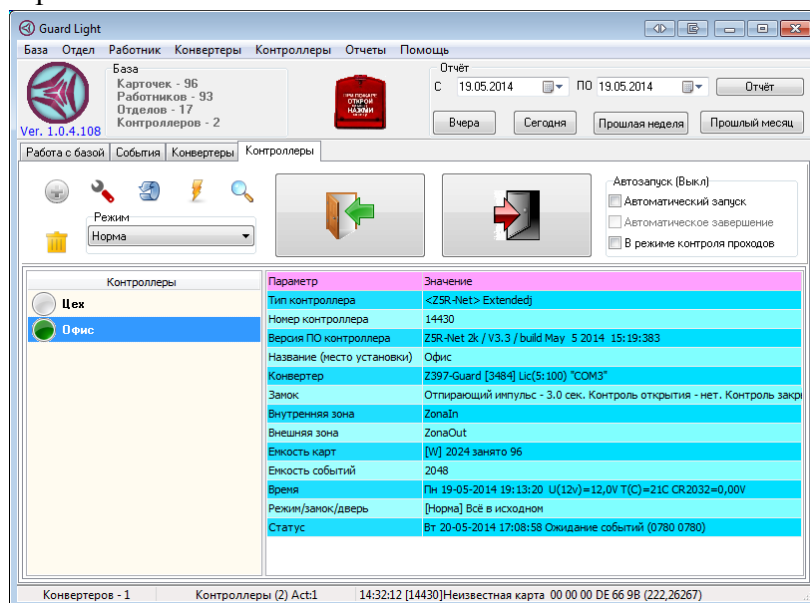 Guard Light
База Отдел Работник Конвертеры Контроллеры Отчеты Помощь
База
Карточек - 96
Работников - 93
Отделов - 17
Контроллеров - 2
Ver. 1.0.4.108
ПРИ ПОЖАРЕ
ОТКРОЙ
НАЖМИ
Отчёт
С 19.05.2014 ПО 19.05.2014 Отчёт
Вчера Сегодня Прошлая неделя Прошлый месяц
Работа с базой События Конвертеры Контроллеры
Режим
Норма
Автозапуск (Выкл)
Автоматический запуск
Автоматическое завершение
В режиме контроля проходов
Контроллеры
Цех
Офис
Параметр Значение
Тип контроллера <Z5R-Net> Extendedj
Номер контроллера 14430
Версия ПО контроллера Z5R-Net 2k / V3.3 / build May 5 2014 15:19:383
Название (место установки) Офис
Конвертер Z397-Guard [3484] Lic(5:100) "COM3"
Замок Отпирающий импульс - 3.0 сек. Контроль открытия - нет. Контроль закр
Внутренняя зона ZonaIn
Внешняя зона ZonaOut
Емкость карт [W] 2024 занято 96
Емкость событий 2048
Время Пн 19-05-2014 19:13:20 U(12v)=12,0V T(C)=21C CR2032=0,00V
Режим/замок/дверь [Норма] Всё в исходном
Статус Вт 20-05-2014 17:08:58 Ожидание событий (0780 0780)
Конвертеров - 1 Контроллеры (2) Act:1 14:32:12 [14430]Неизвестная карта 00 00 00 DE 66 9B (222,26267)